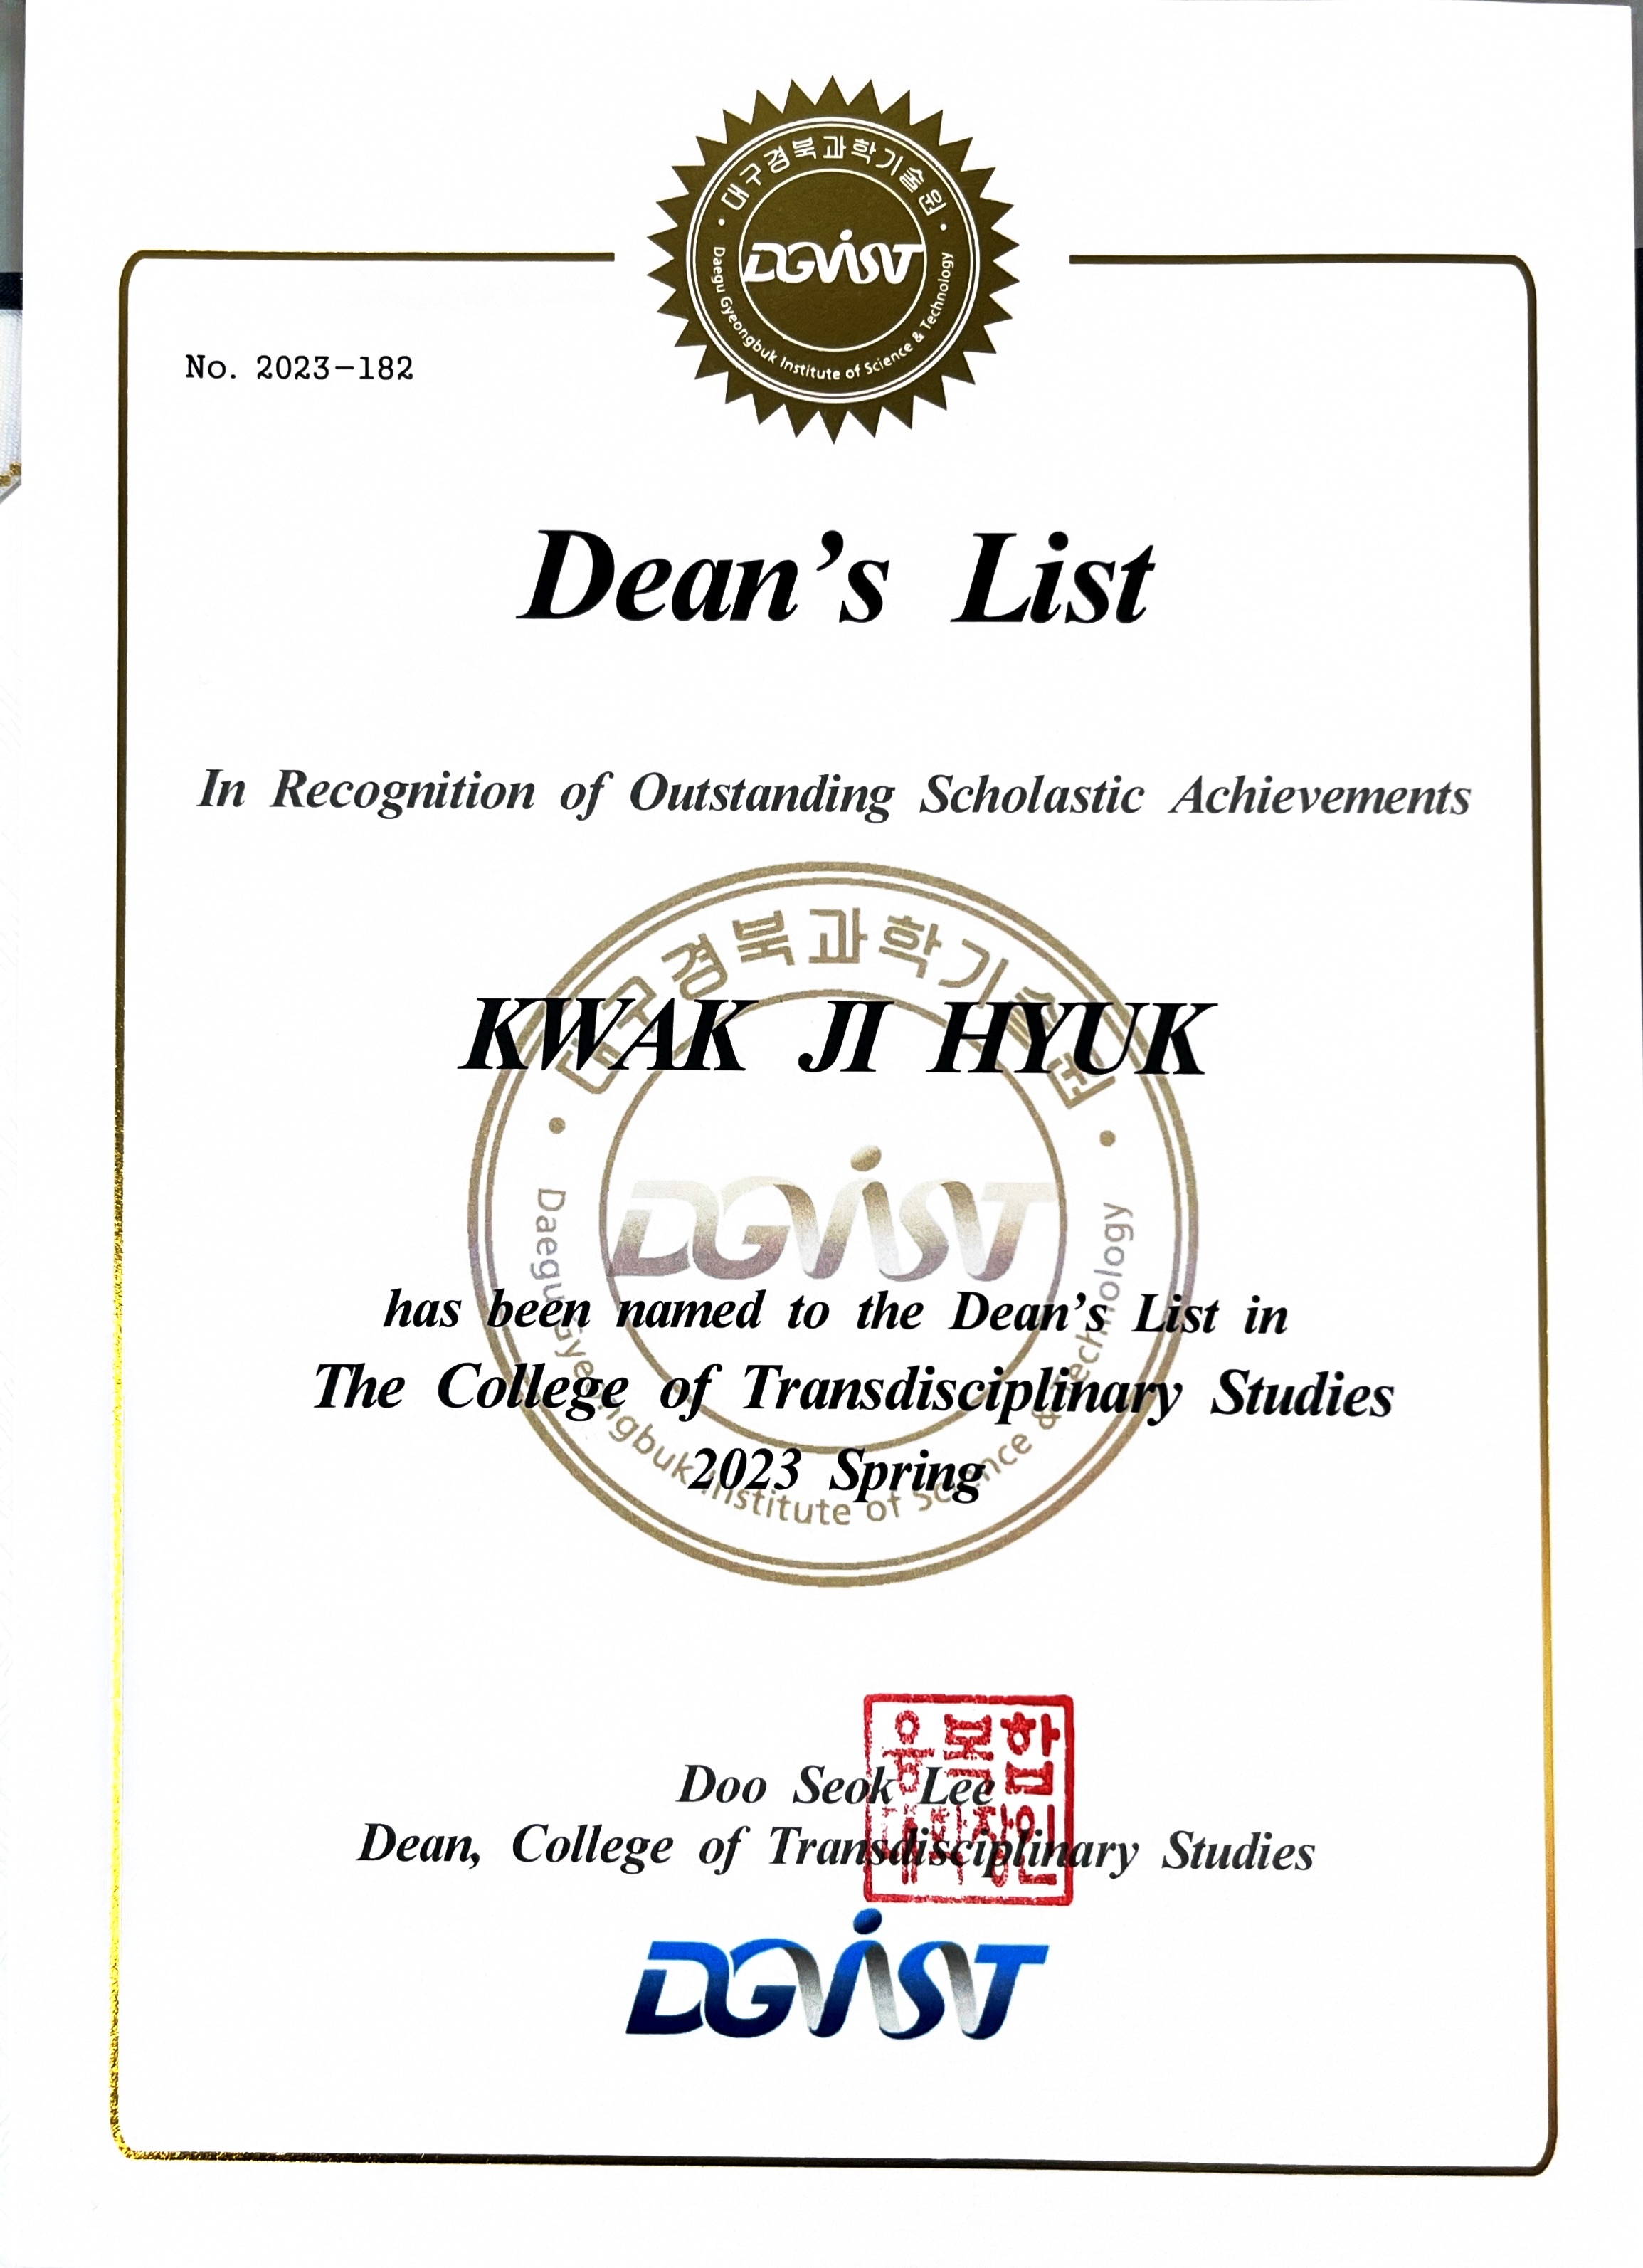 대구경북과학기술원
DGIST
Daegu Gyeongbuk Institute of Science & Technology
No. 2023-182
Dean's List
In Recognition of Outstanding Scholastic Achievements
대구경북과학기술원
KWAK JI HYUK
DGIST
Daegu Gyeongbuk Institute of Science & Technology
has been named to the Dean's List in
The College of Transdisciplinary Studies
2023 Spring
융복합
대학장인
Doo Seok Lee
Dean, College of Transdisciplinary Studies
DGIST